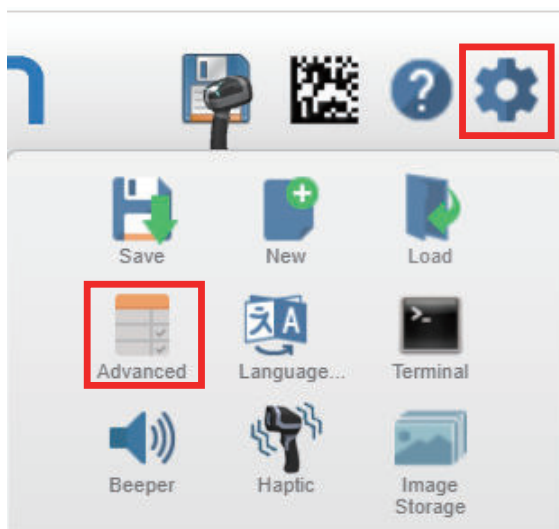 Save
New
Load
Advanced
Language...
Terminal
Beeper
Haptic
Image
Storage